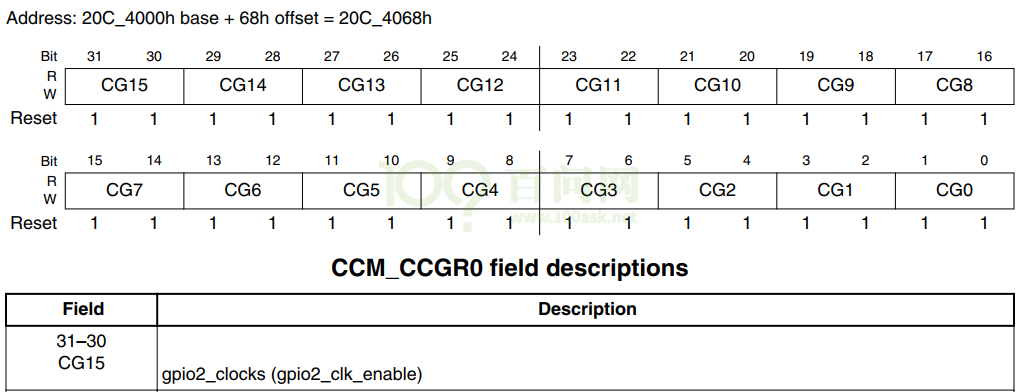 Address: 20C_4000h base + 68h offset = 20C_4068h
Bit 31 30 29 28 27 26 25 24 23 22 21 20 19 18 17 16
R
W
CG15 CG14 CG13 CG12 CG11 CG10 CG9 CG8
Reset 1 1 1 1 1 1 1 1 1 1 1 1 1 1 1 1
Bit 15 14 13 12 11 10 9 8 7 6 5 4 3 2 1 0
R
W
CG7 CG6 CG5 CG4 CG3 CG2 CG1 CG0
Reset 1 1 1 1 1 1 1 1 1 1 1 1 1 1 1 1
百问网
www.100ask.net
CCM_CCGR0 field descriptions
Field Description
31–30
CG15
gpio2_clocks (gpio2_clk_enable)